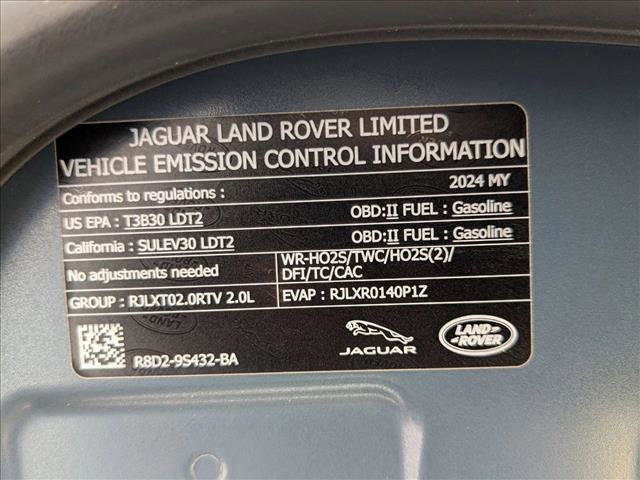 JAGUAR LAND ROVER LIMITED
VEHICLE EMISSION CONTROL INFORMATION
Conforms to regulations : 2024 MY
US EPA : T3B30 LDT2 OBD:II FUEL: Gasoline
California : SULEV30 LDT2 OBD:II FUEL: Gasoline
No adjustments needed
WR-HO2S/TWC/HO2S(2)/
DFI/TC/CAC
GROUP : RJLXT02.0RTV 2.0L EVAP : RJLXR0140P1Z
R8D2-9S432-BA
JAGUAR
LAND-
ROVER